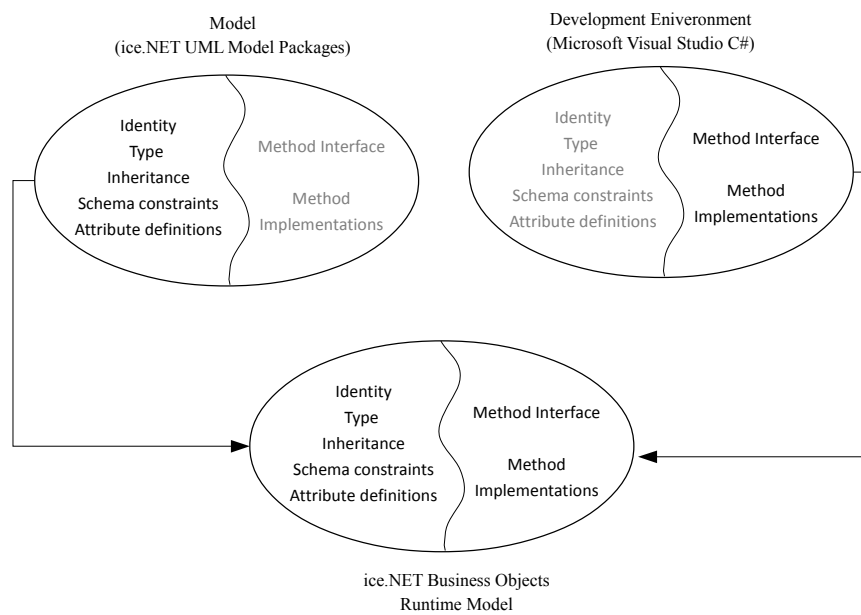 Model
(ice.NET UML Model Packages)
Development Eniveronment
(Microsoft Visual Studio C#)
Identity
Type
Inheritance
Schema constraints
Attribute definitions
Method Interface
Method
Implementations
Identity
Type
Inheritance
Schema constraints
Attribute definitions
Method Interface
Method
Implementations
Identity
Type
Inheritance
Schema constraints
Attribute definitions
Method Interface
Method
Implementations
ice.NET Business Objects
Runtime Model